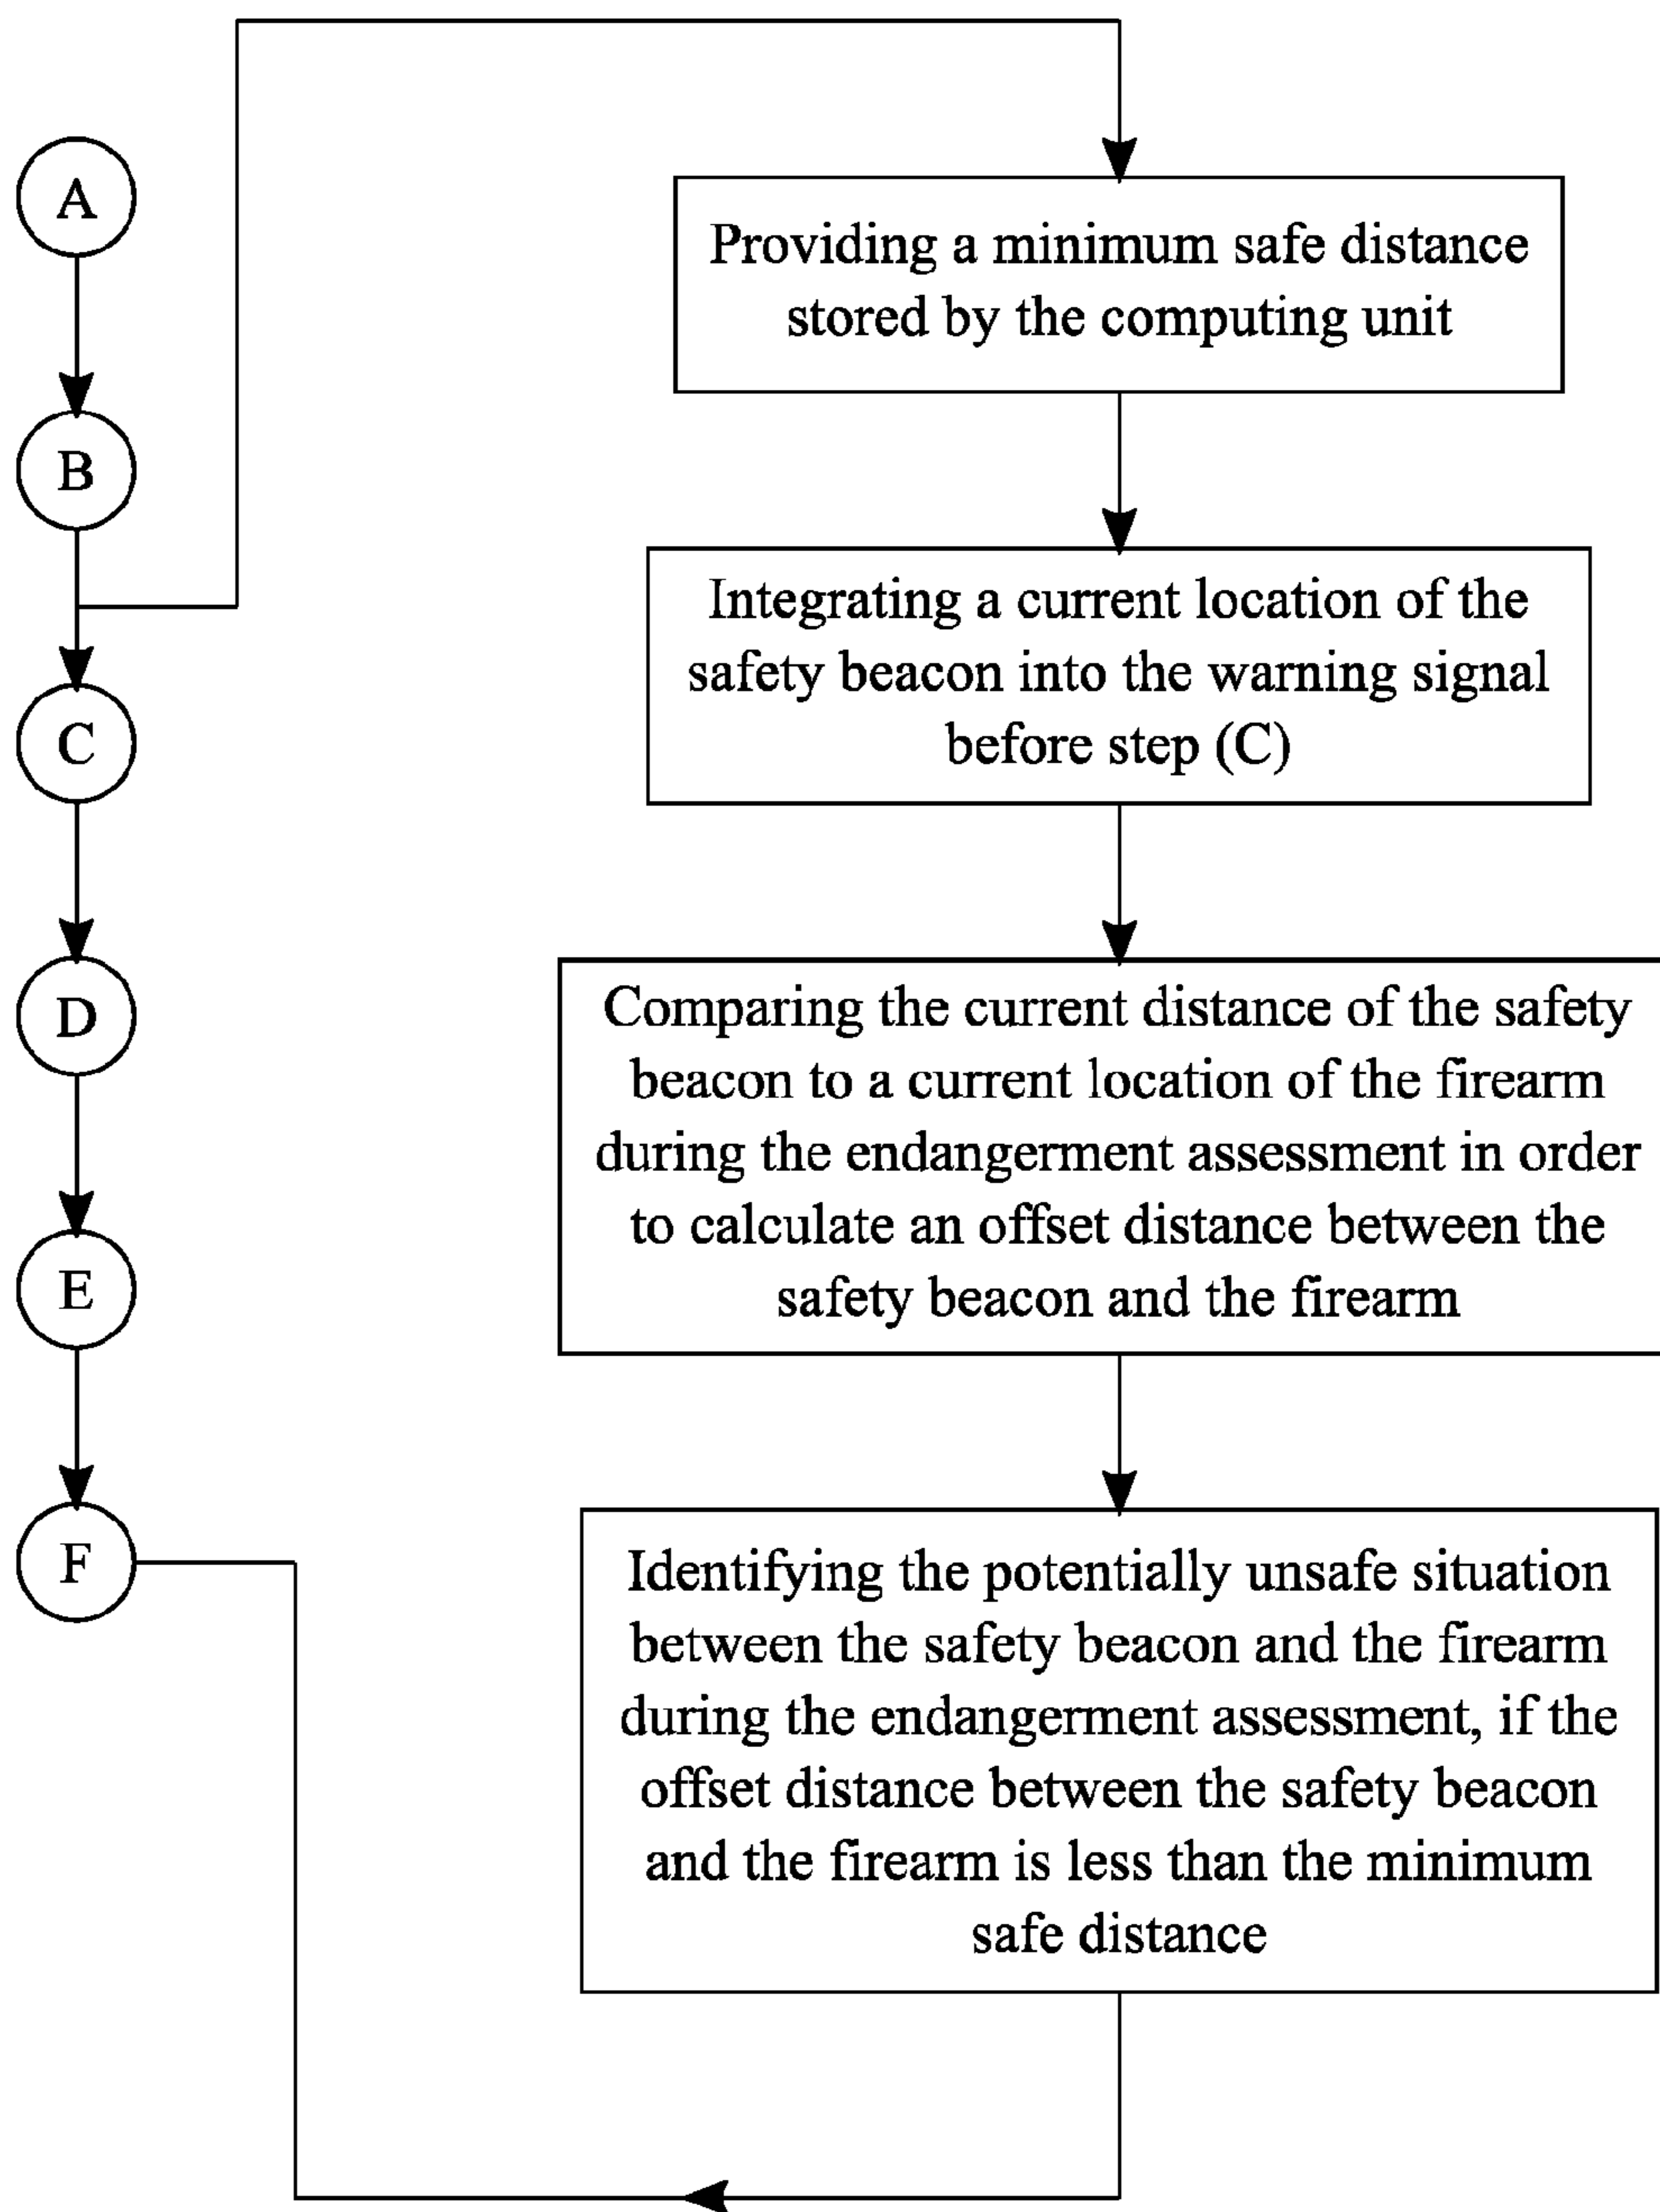 A
B
C
D
E
F
Providing a minimum safe distance
stored by the computing unit
Integrating a current location of the
safety beacon into the warning signal
before step (C)
Comparing the current distance of the safety
beacon to a current location of the firearm
during the endangerment assessment in order
to calculate an offset distance between the
safety beacon and the firearm
Identifying the potentially unsafe situation
between the safety beacon and the firearm
during the endangerment assessment, if the
offset distance between the safety beacon
and the firearm is less than the minimum
safe distance